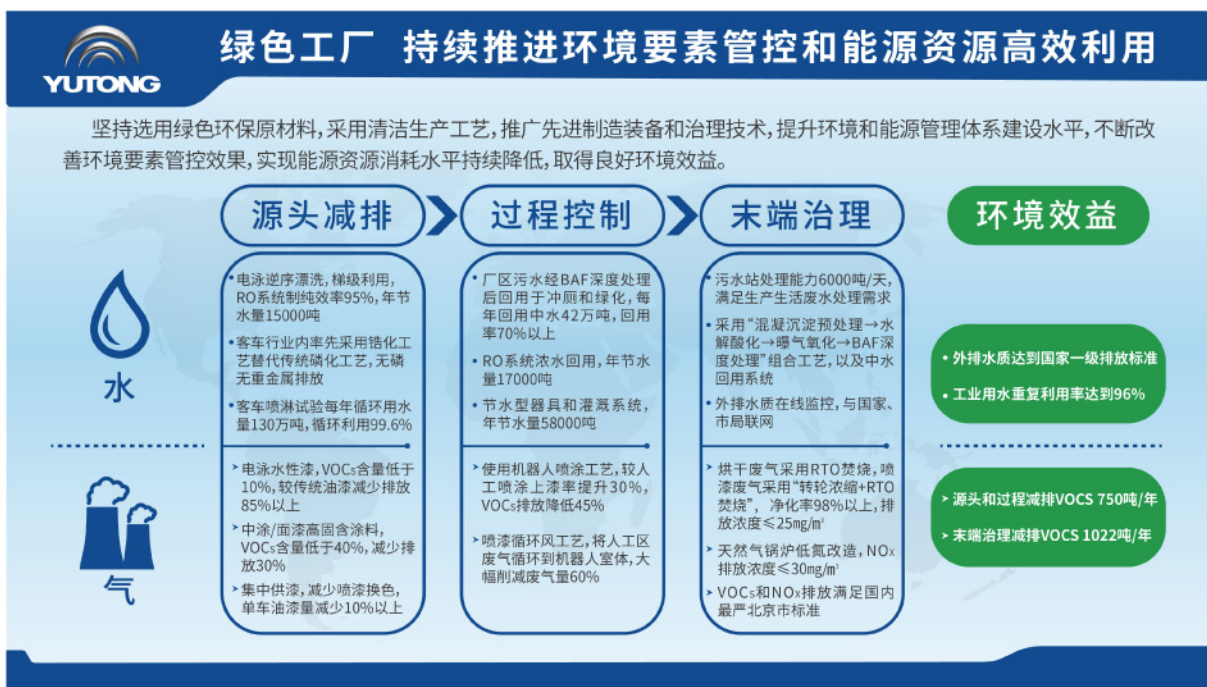 YUTONG
绿色工厂 持续推进环境要素管控和能源资源高效利用
坚持选用绿色环保原材料,采用清洁生产工艺,推广先进制造装备和治理技术,提升环境和能源管理体系建设水平,不断改
善环境要素管控效果,实现能源资源消耗水平持续降低,取得良好环境效益。
源头减排
过程控制
末端治理
环境效益
水
•电泳逆序漂洗,梯级利用,
RO系统制纯效率95%,年节
水量15000吨
•客车行业内率先采用锆化工
艺替代传统磷化工艺,无磷
无重金属排放
•客车喷淋试验每年循环用水
量130万吨,循环利用99.6%
•厂区污水经BAF深度处理
后回用于冲厕和绿化,每
年回用中水42万吨,回用
率70%以上
•RO系统浓水回用,年节水
量17000吨
•节水型器具和灌溉系统,
年节水量58000吨
•污水站处理能力6000吨/天,
满足生产生活废水处理需求
•采用“混凝沉淀预处理→水
解酸化→曝气氧化→BAF深
度处理”组合工艺,以及中水
回用系统
•外排水质在线监控,与国家、
市局联网
•外排水质达到国家一级排放标准
•工业用水重复利用率达到96%
气
➤电泳水性漆,VOCs含量低于
10%,较传统油漆减少排放
85%以上
➤中涂/面漆高固含涂料,
VOCs含量低于40%,减少排
放30%
➤集中供漆,减少喷漆换色,
单车油漆量减少10%以上
➤使用机器人喷涂工艺,较人
工喷涂上漆率提升30%,
VOCs排放降低45%
➤喷漆循环风工艺,将人工区
废气循环到机器人室体,大
幅削减废气量60%
➤烘干废气采用RTO焚烧,喷
漆废气采用“转轮浓缩+RTO
焚烧”,净化率98%以上,排
放浓度≤25mg/m³
➤天然气锅炉低氮改造,NOx
排放浓度≤30mg/m³
➤VOCs和NOx排放满足国内
最严北京市标准
➤源头和过程减排VOCS 750吨/年
➤末端治理减排VOCS 1022吨/年